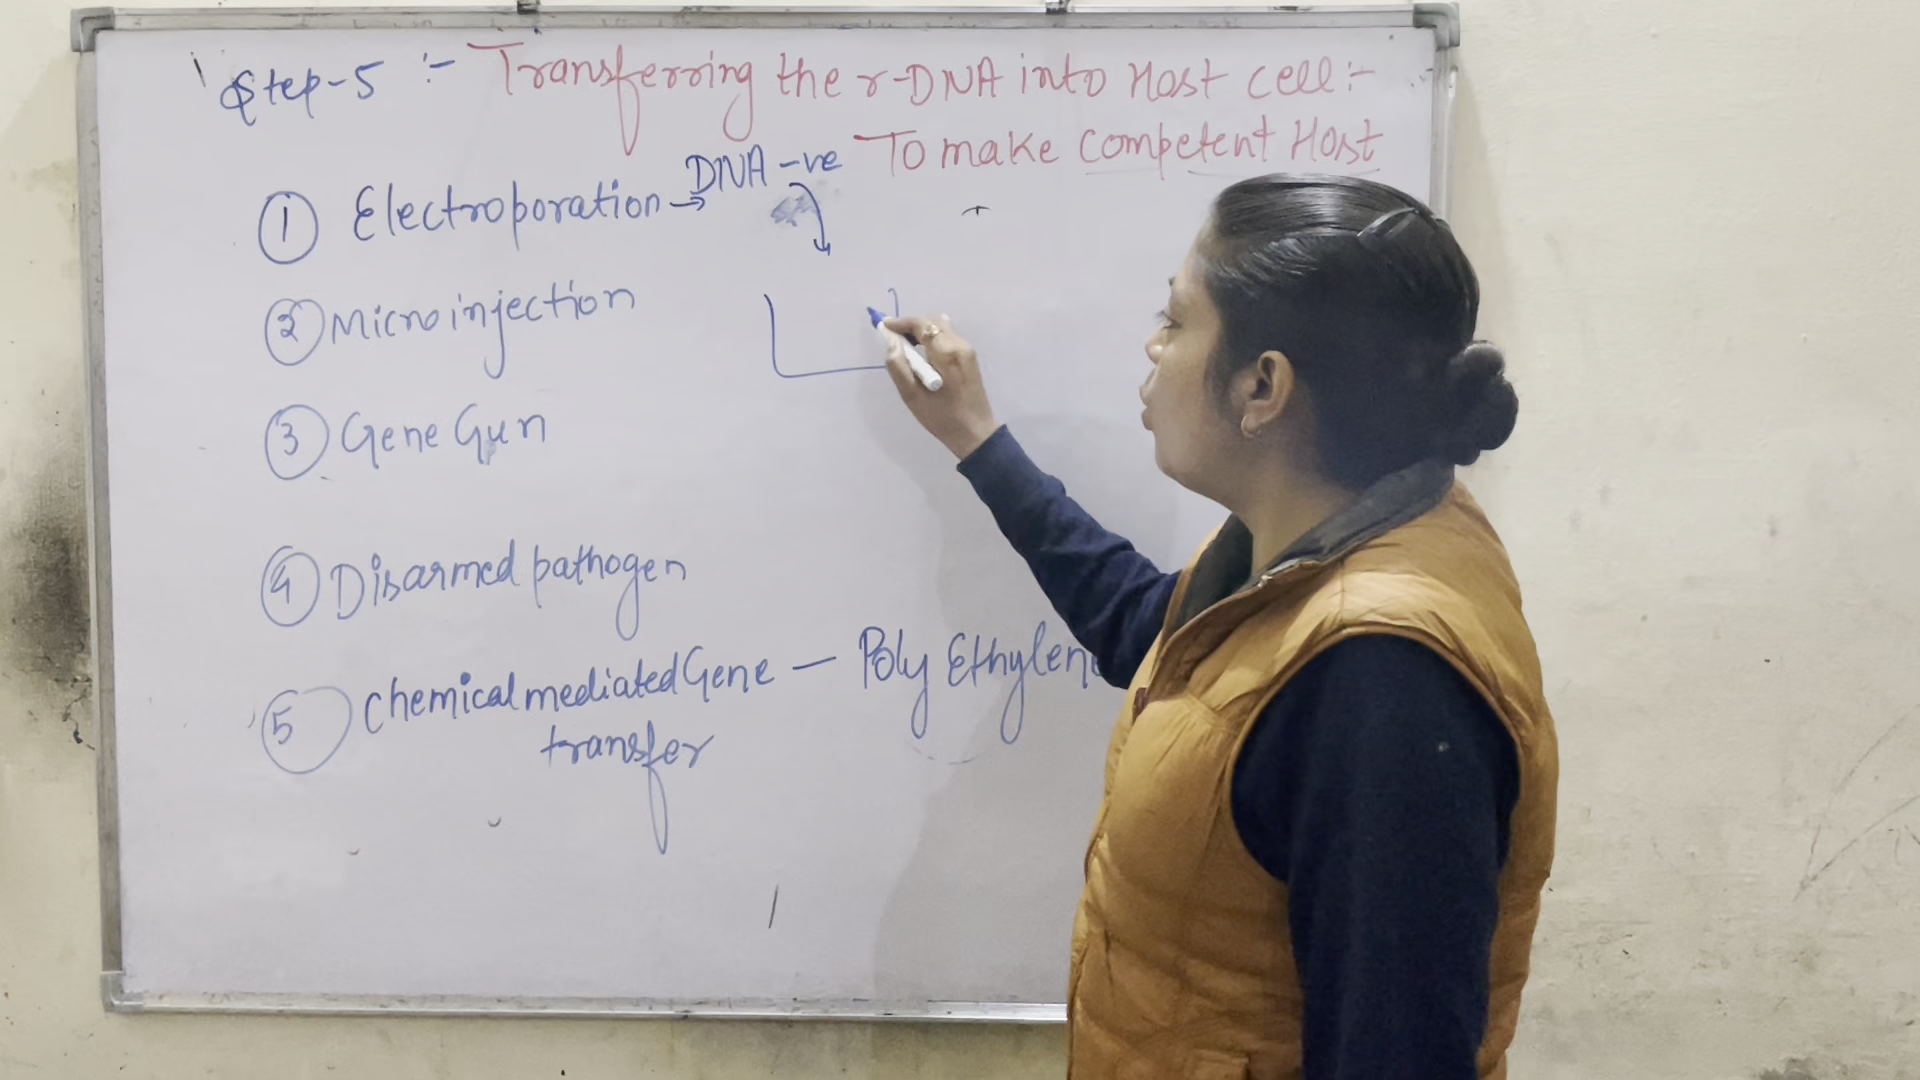 Step-5 :- Transferring the r-DNA into Host cell:-
To make competent Host
① Electroporation → DNA -ve
② Microinjection
③ Gene Gun
④ Disarmed pathogen
⑤ Chemical mediated Gene — Poly Ethylene
transfer